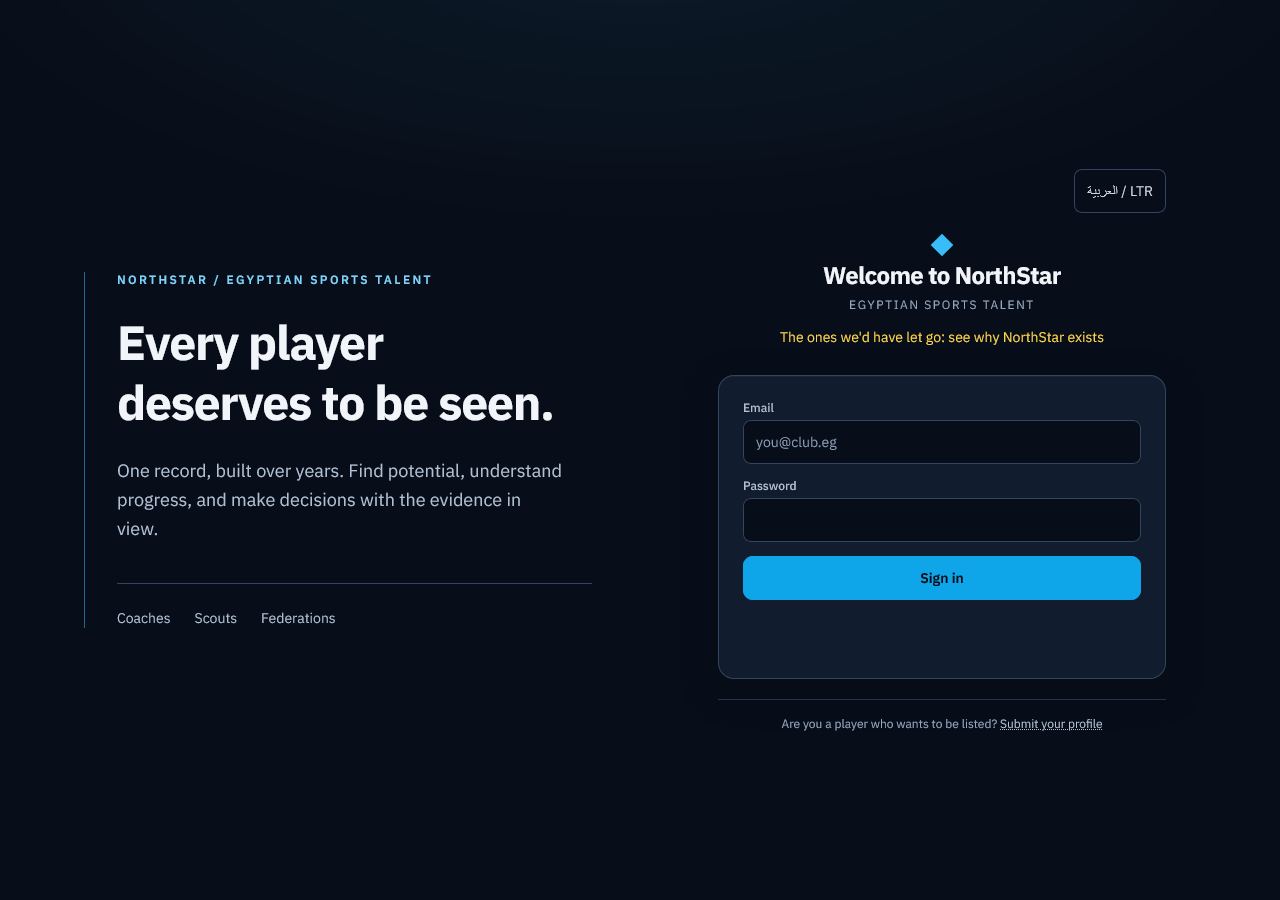 العربية / LTR
NORTHSTAR / EGYPTIAN SPORTS TALENT
Every player
deserves to be seen.
One record, built over years. Find potential, understand
progress, and make decisions with the evidence in
view.
Coaches Scouts Federations
Welcome to NorthStar
EGYPTIAN SPORTS TALENT
The ones we'd have let go: see why NorthStar exists
Email
you@club.eg
Password
Sign in
Are you a player who wants to be listed? Submit your profile